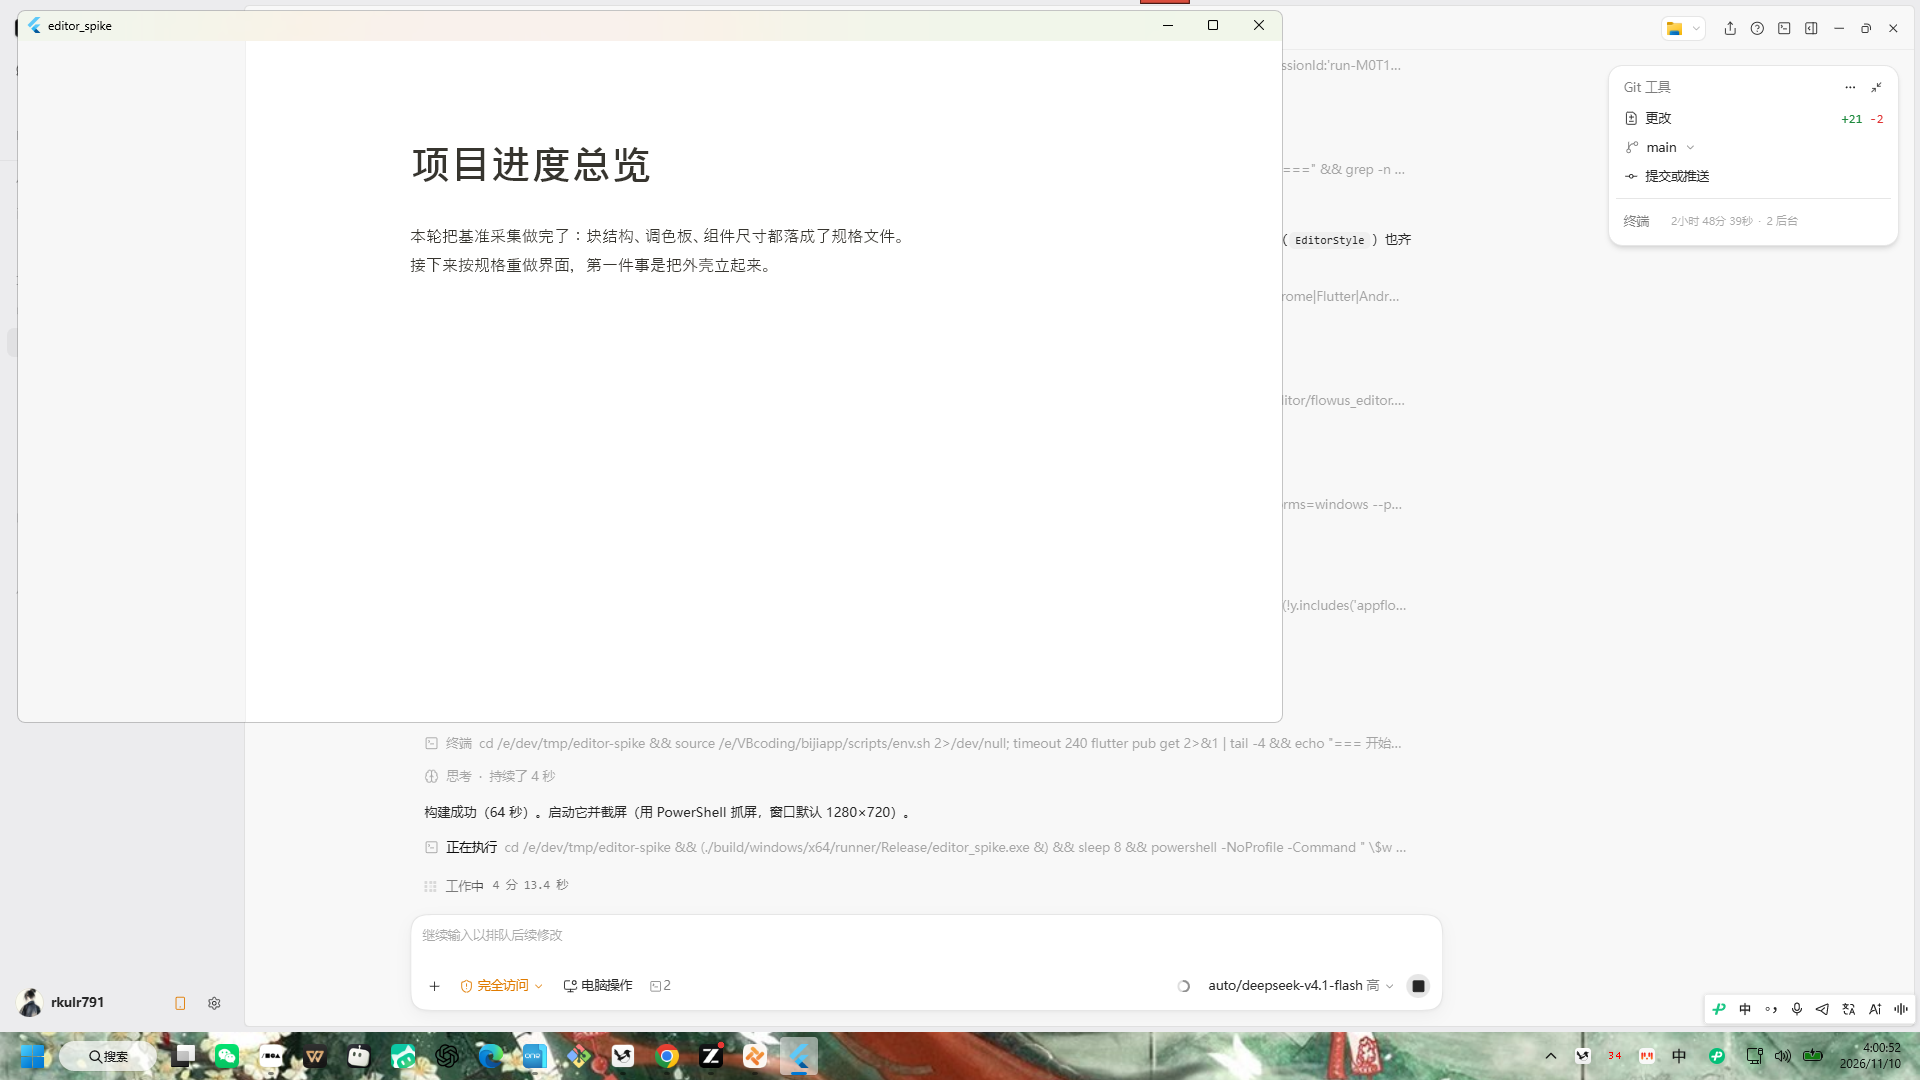 editor_spike
项目进度总览
本轮把基准采集做完了：块结构、调色板、组件尺寸都落成了规格文件。
接下来按规格重做界面，第一件事是把外壳立起来。
ssionId:'run-M0T1...
===" && grep -n ...
( EditorStyle ) 也齐
rome|Flutter|Andr...
litor/flowus_editor....
orms=windows --p...
(!y.includes('appflo...
Git 工具
更改 +21 -2
main
提交或推送
终端 2小时 48分 39秒 · 2 后台
终端 cd /e/dev/tmp/editor-spike && source /e/VBcoding/bijiapp/scripts/env.sh 2>/dev/null; timeout 240 flutter pub get 2>&1 | tail -4 && echo "=== 开始...
思考 · 持续了 4 秒
构建成功（64 秒）。启动它并截屏（用 PowerShell 抓屏，窗口默认 1280×720）。
正在执行 cd /e/dev/tmp/editor-spike && (./build/windows/x64/runner/Release/editor_spike.exe &) && sleep 8 && powershell -NoProfile -Command " \$w ...
工作中 4 分 13.4 秒
继续输入以排队后续修改
完全访问 电脑操作 2 auto/deepseek-v4.1-flash 高
rkulr791
中
搜索
34 中 4:00:52
2026/11/10